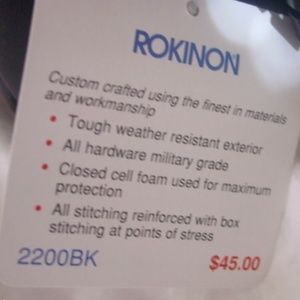 ROKINON
Custom crafted using the finest in materials
and workmanship
• Tough weather resistant exterior
• All hardware military grade
• Closed cell foam used for maximum
protection
• All stitching reinforced with box
stitching at points of stress
2200BK $45.00